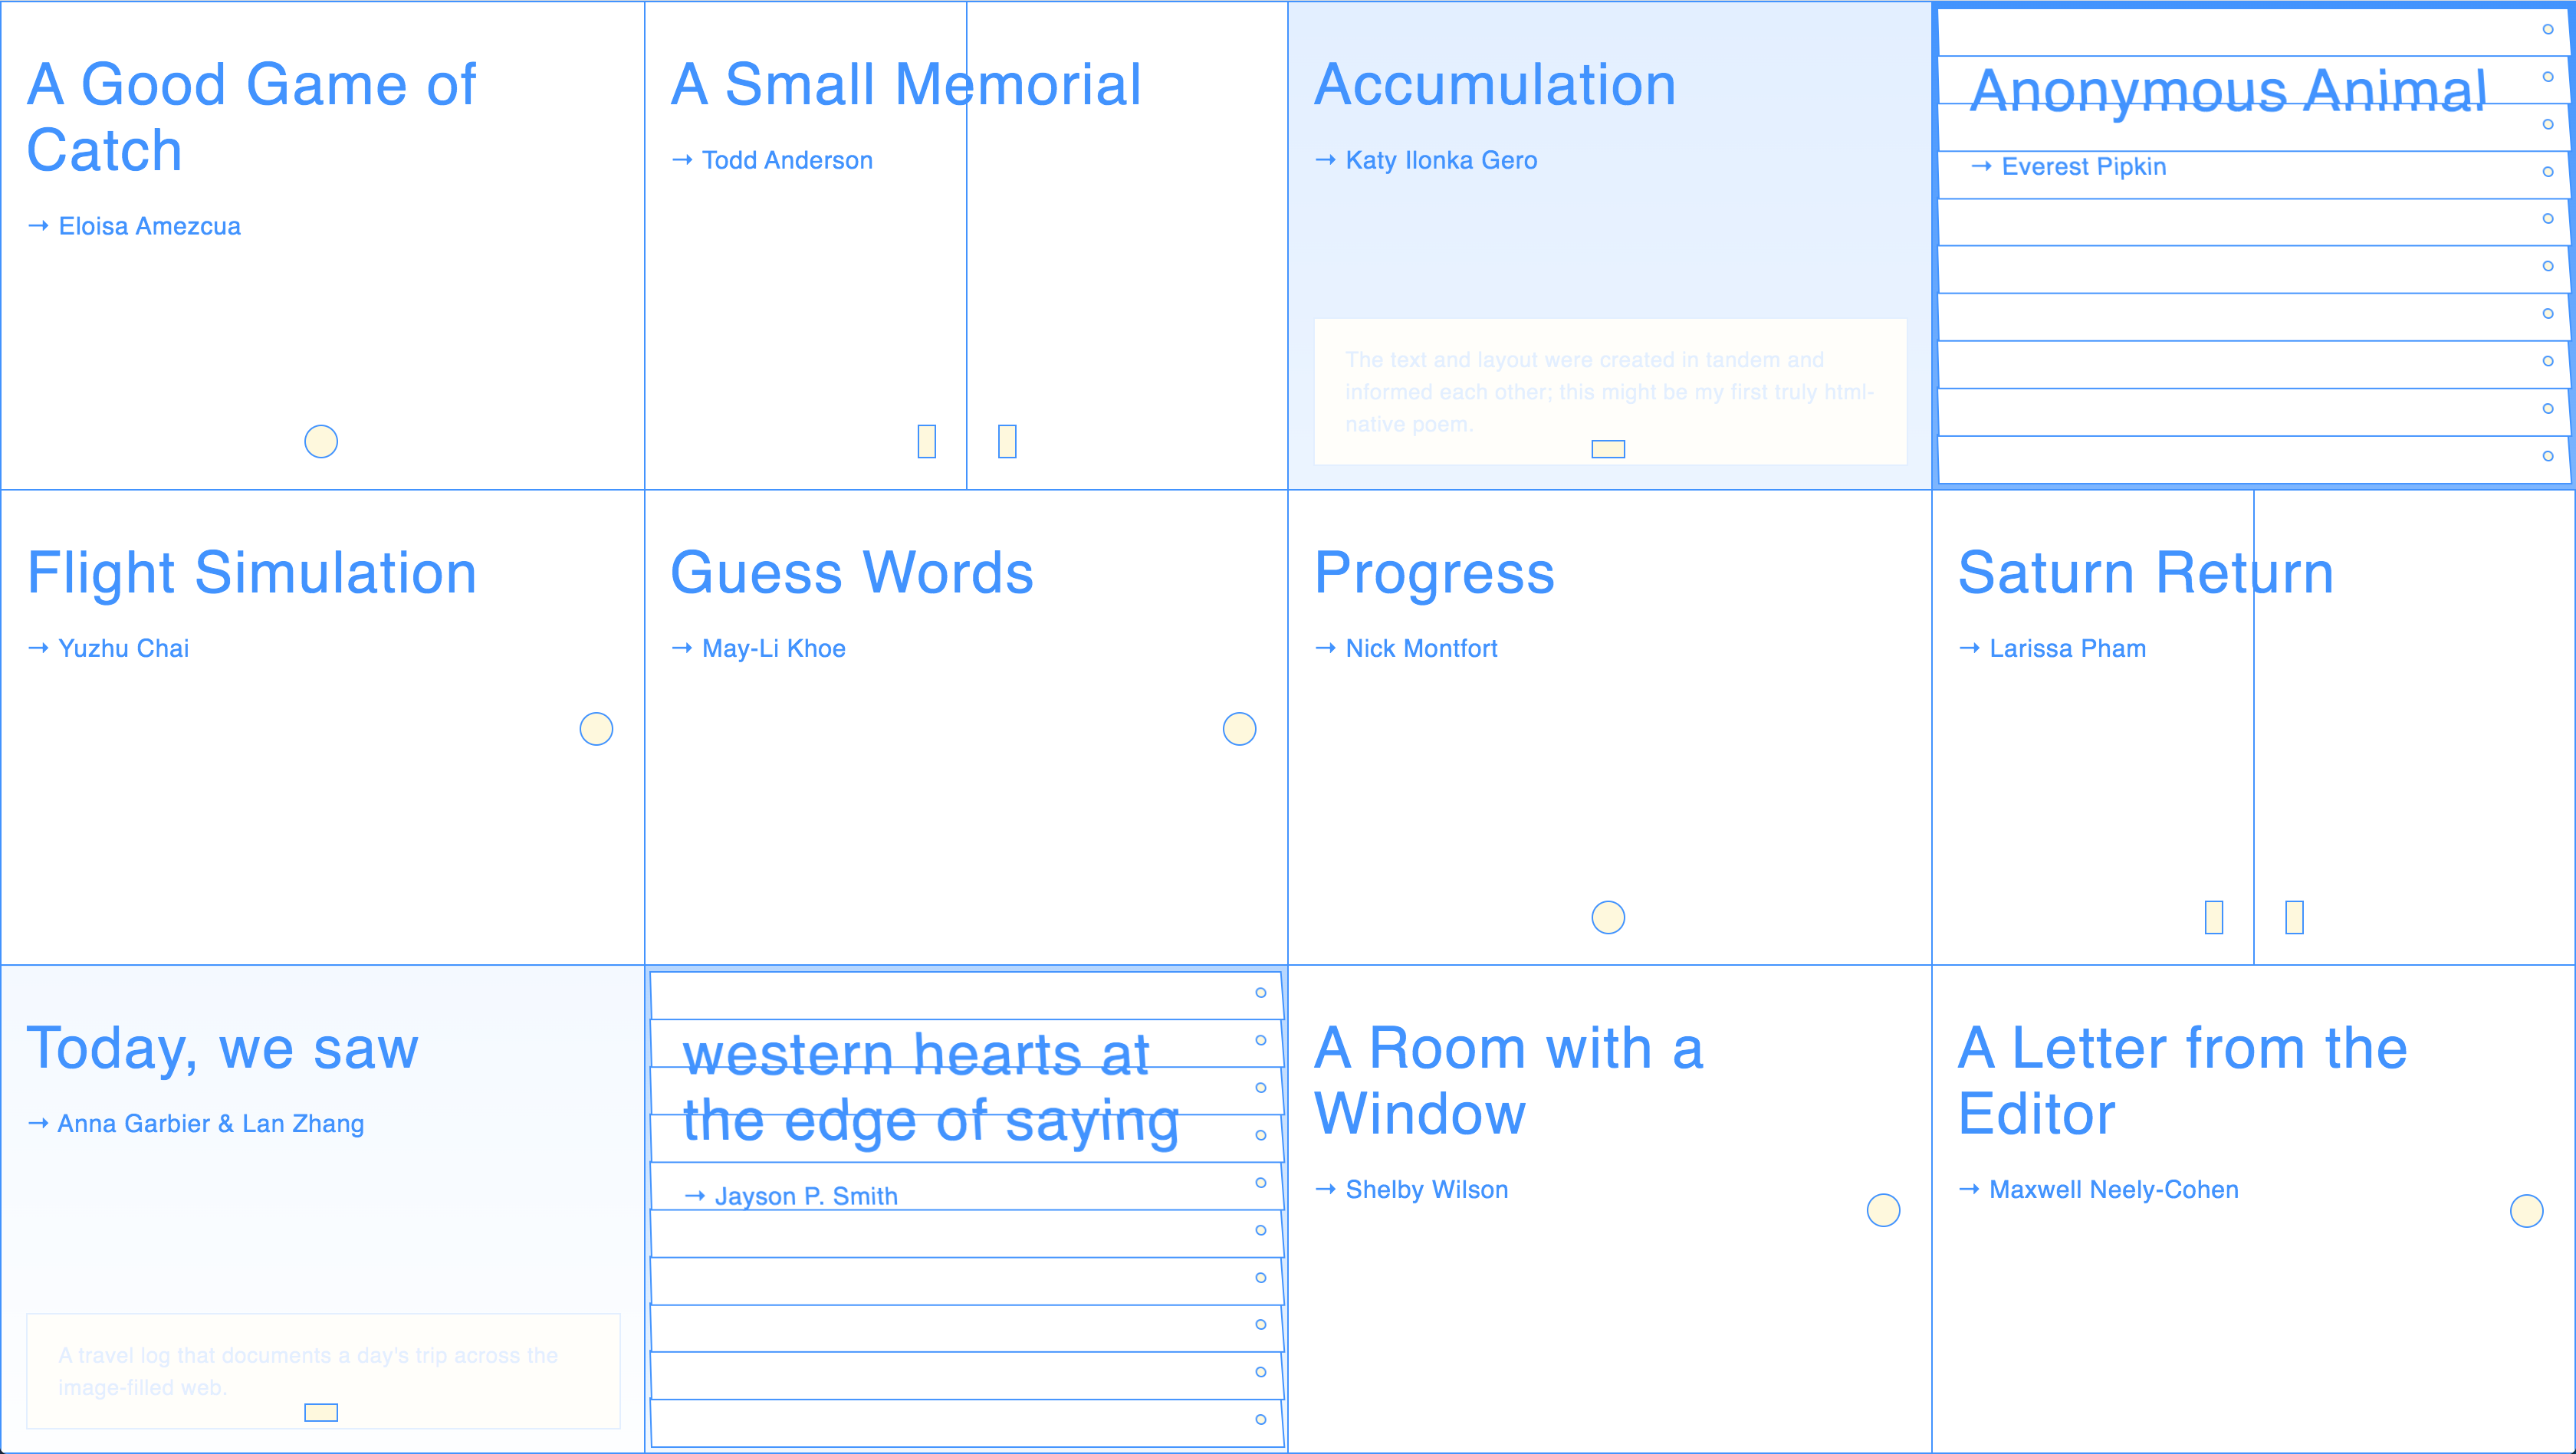 A Good Game of
Catch
→ Eloisa Amezcua
A Small Memorial
→ Todd Anderson
Accumulation
→ Katy Ilonka Gero
The text and layout were created in tandem and
informed each other; this might be my first truly html-
native poem.
Anonymous Animal
→ Everest Pipkin
Flight Simulation
→ Yuzhu Chai
Guess Words
→ May-Li Khoe
Progress
→ Nick Montfort
Saturn Return
→ Larissa Pham
Today, we saw
→ Anna Garbier & Lan Zhang
A travel log that documents a day's trip across the
image-filled web.
western hearts at
the edge of saying
→ Jayson P. Smith
A Room with a
Window
→ Shelby Wilson
A Letter from the
Editor
→ Maxwell Neely-Cohen